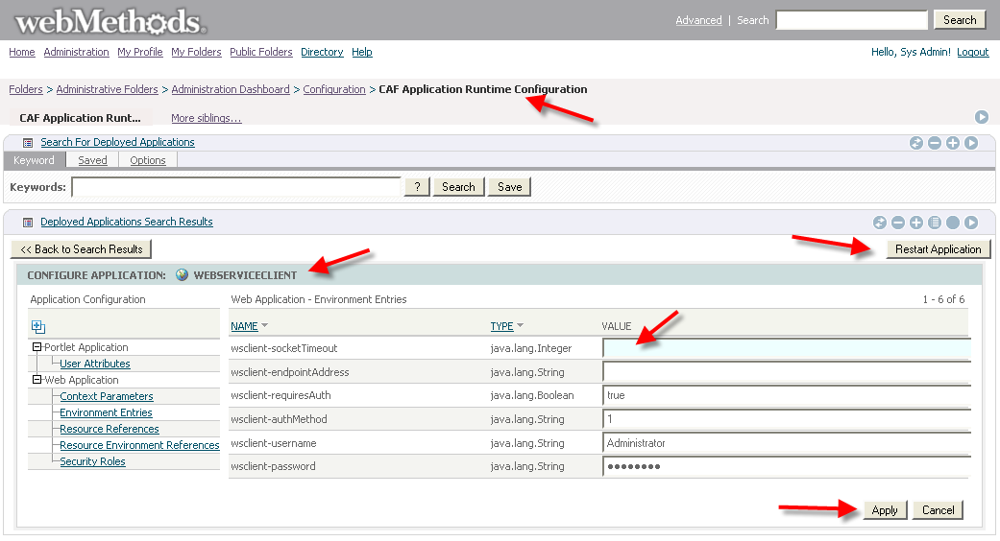 webMethods.
Advanced | Search Search
Home Administration My Profile My Folders Public Folders Directory Help
Hello, Sys Admin! Logout
Folders > Administrative Folders > Administration Dashboard > Configuration > CAF Application Runtime Configuration
CAF Application Runt... More siblings...
Search For Deployed Applications
Keyword Saved Options
Keywords: ? Search Save
Deployed Applications Search Results
<< Back to Search Results Restart Application
CONFIGURE APPLICATION: WEBSERVICECLIENT
Application Configuration
Portlet Application
User Attributes
Web Application
Context Parameters
Environment Entries
Resource References
Resource Environment References
Security Roles
Web Application - Environment Entries 1 - 6 of 6
NAME TYPE VALUE
wsclient-socketTimeout java.lang.Integer
wsclient-endpointAddress java.lang.String
wsclient-requiresAuth java.lang.Boolean true
wsclient-authMethod java.lang.String 1
wsclient-username java.lang.String Administrator
wsclient-password java.lang.String ●●●●●●●●
Apply Cancel